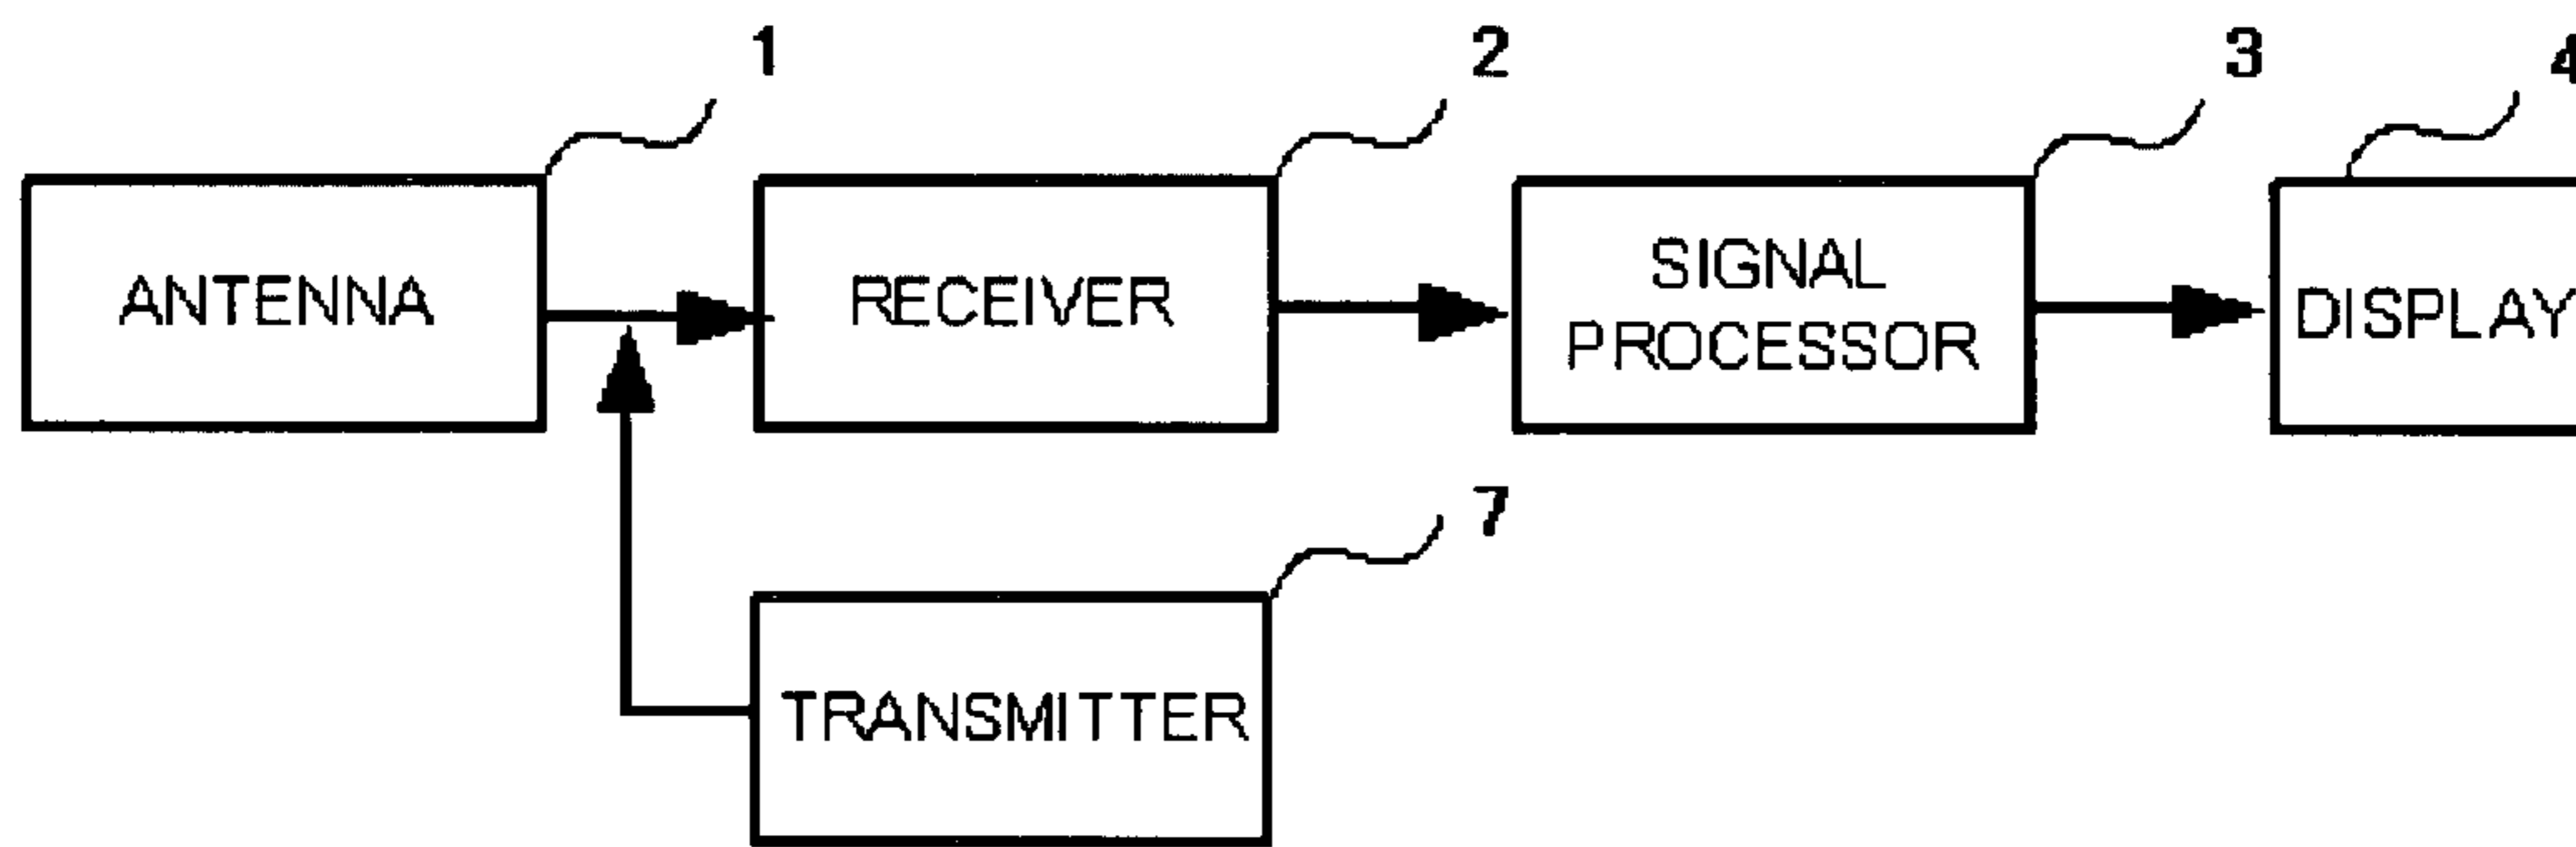 1
2
3
4
ANTENNA
RECEIVER
SIGNAL
PROCESSOR
DISPLAY
7
TRANSMITTER